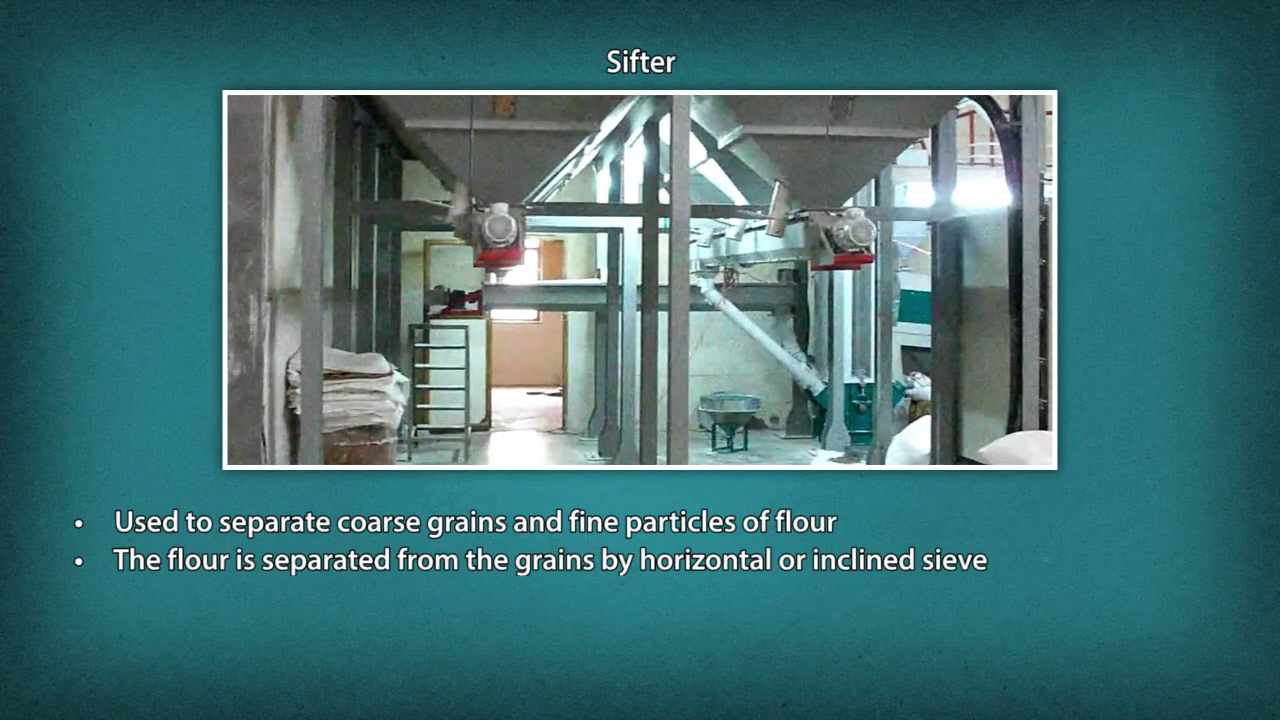 Sifter
• Used to separate coarse grains and fine particles of flour
• The flour is separated from the grains by horizontal or inclined sieve